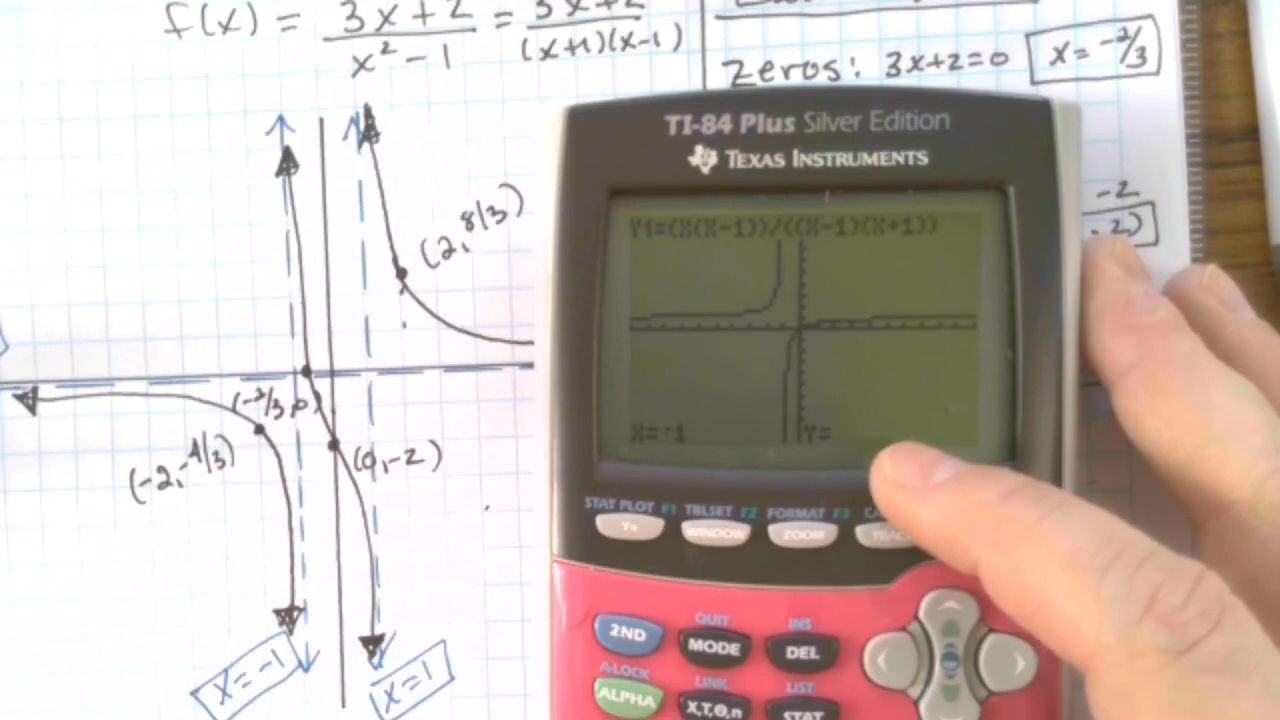 f(x) = 3x+2 / x² - 1 = 3x+2 / (x+1)(x-1)
Zeros: 3x+2=0 x = -2/3
(2, 8/3)
(-2/3, 0)
(-2, -4/3)
(0, -2)
x = -1
x = 1
-2
TI-84 Plus Silver Edition
TEXAS INSTRUMENTS
Y1=(X(X-1))/((X-1)(X+1))
X=-1 Y=
STAT PLOT F1 TBLSET F2 FORMAT F3
Y= WINDOW ZOOM TRACE
QUIT INS
2ND MODE DEL
A-LOCK LINK LIST
ALPHA X,T,Θ,n STAT